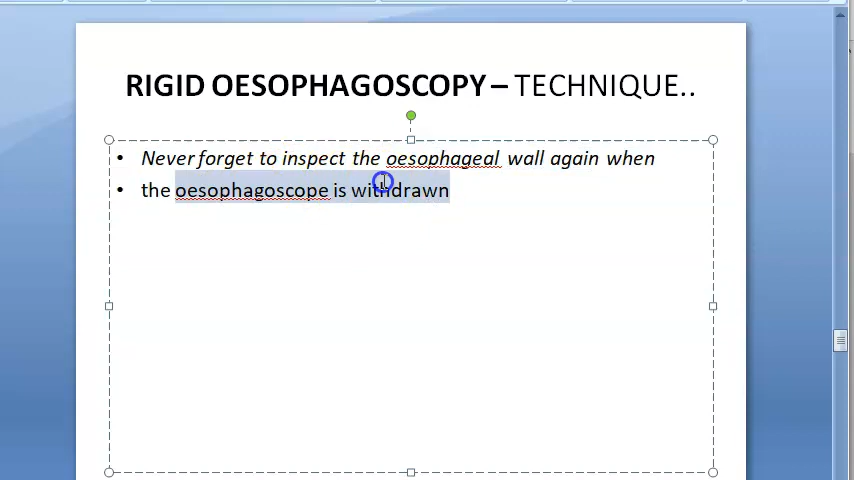 RIGID OESOPHAGOSCOPY – TECHNIQUE..
• Never forget to inspect the oesophageal wall again when
• the oesophagoscope is withdrawn